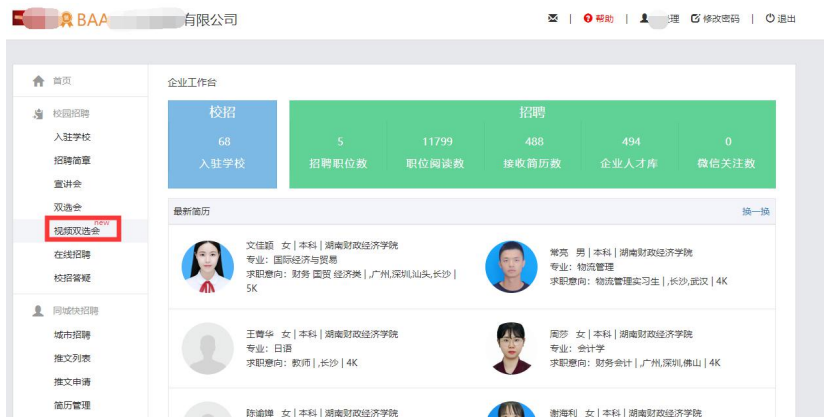 BAA 有限公司
帮助 | 理 修改密码 | 退出
首页
校园招聘
入驻学校
招聘简章
宣讲会
双选会
new
视频双选会
在线招聘
校招答疑
同城快招聘
城市招聘
推文列表
推文申请
简历管理
企业工作台
校招
68
入驻学校
招聘
5 11799 488 494 0
招聘职位数 职位阅读数 接收简历数 企业人才库 微信关注数
最新简历 换一换
文佳颐 女 | 本科 | 湖南财政经济学院
专业: 国际经济与贸易
求职意向: 财务 国贸 经济类 | ,广州,深圳,汕头,长沙 |
5K
常亮 男 | 本科 | 湖南财政经济学院
专业: 物流管理
求职意向: 物流管理实习生 | ,长沙,武汉 | 4K
王菁华 女 | 本科 | 湖南财政经济学院
专业: 日语
求职意向: 教师 | ,长沙 | 4K
周莎 女 | 本科 | 湖南财政经济学院
专业: 会计学
求职意向: 财务会计 | ,广州,深圳,佛山 | 4K
陈谕婵 女 | 本科 | 湖南财政经济学院
谢海利 女 | 本科 | 湖南财政经济学院